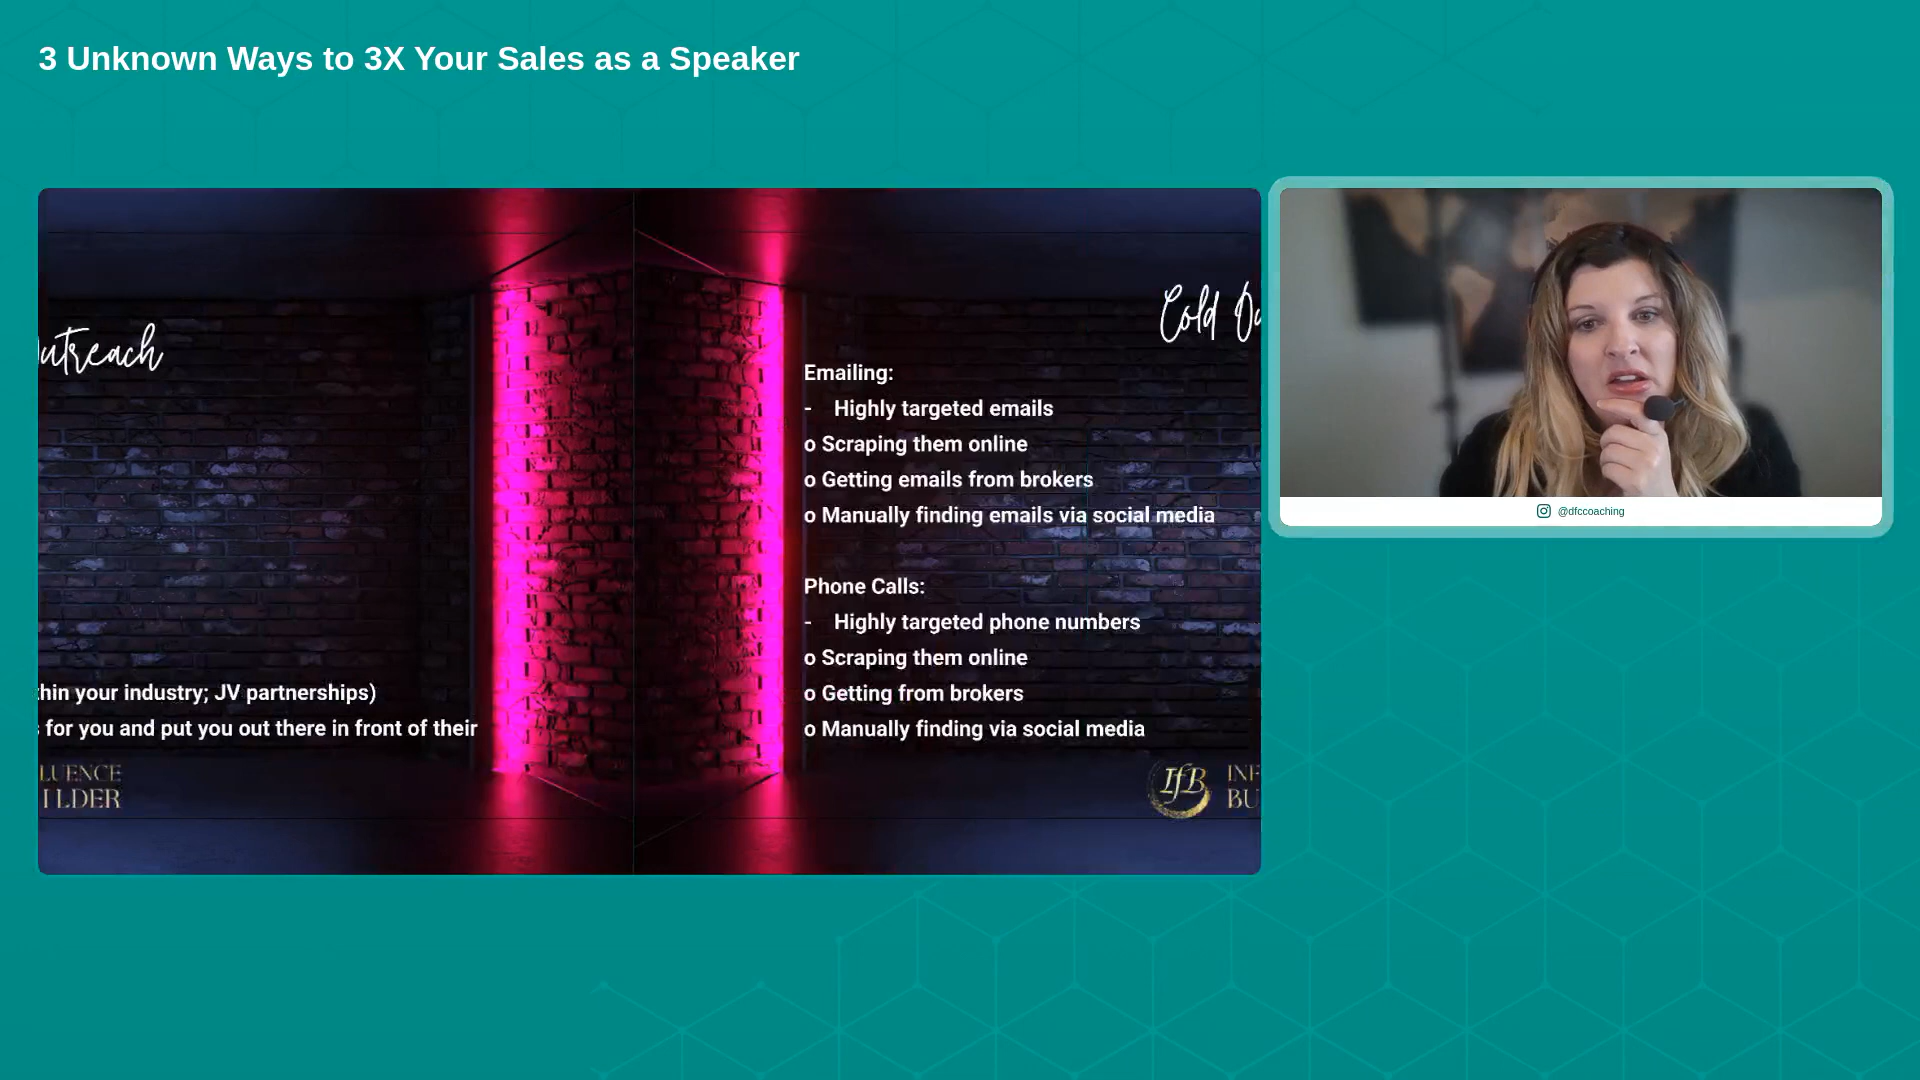 3 Unknown Ways to 3X Your Sales as a Speaker
utreach
hin your industry; JV partnerships)
for you and put you out there in front of their
LUENCE
ILDER
Cold Ou
Emailing:
- Highly targeted emails
o Scraping them online
o Getting emails from brokers
o Manually finding emails via social media
Phone Calls:
- Highly targeted phone numbers
o Scraping them online
o Getting from brokers
o Manually finding via social media
IfB
INF
BU
@dfccoaching